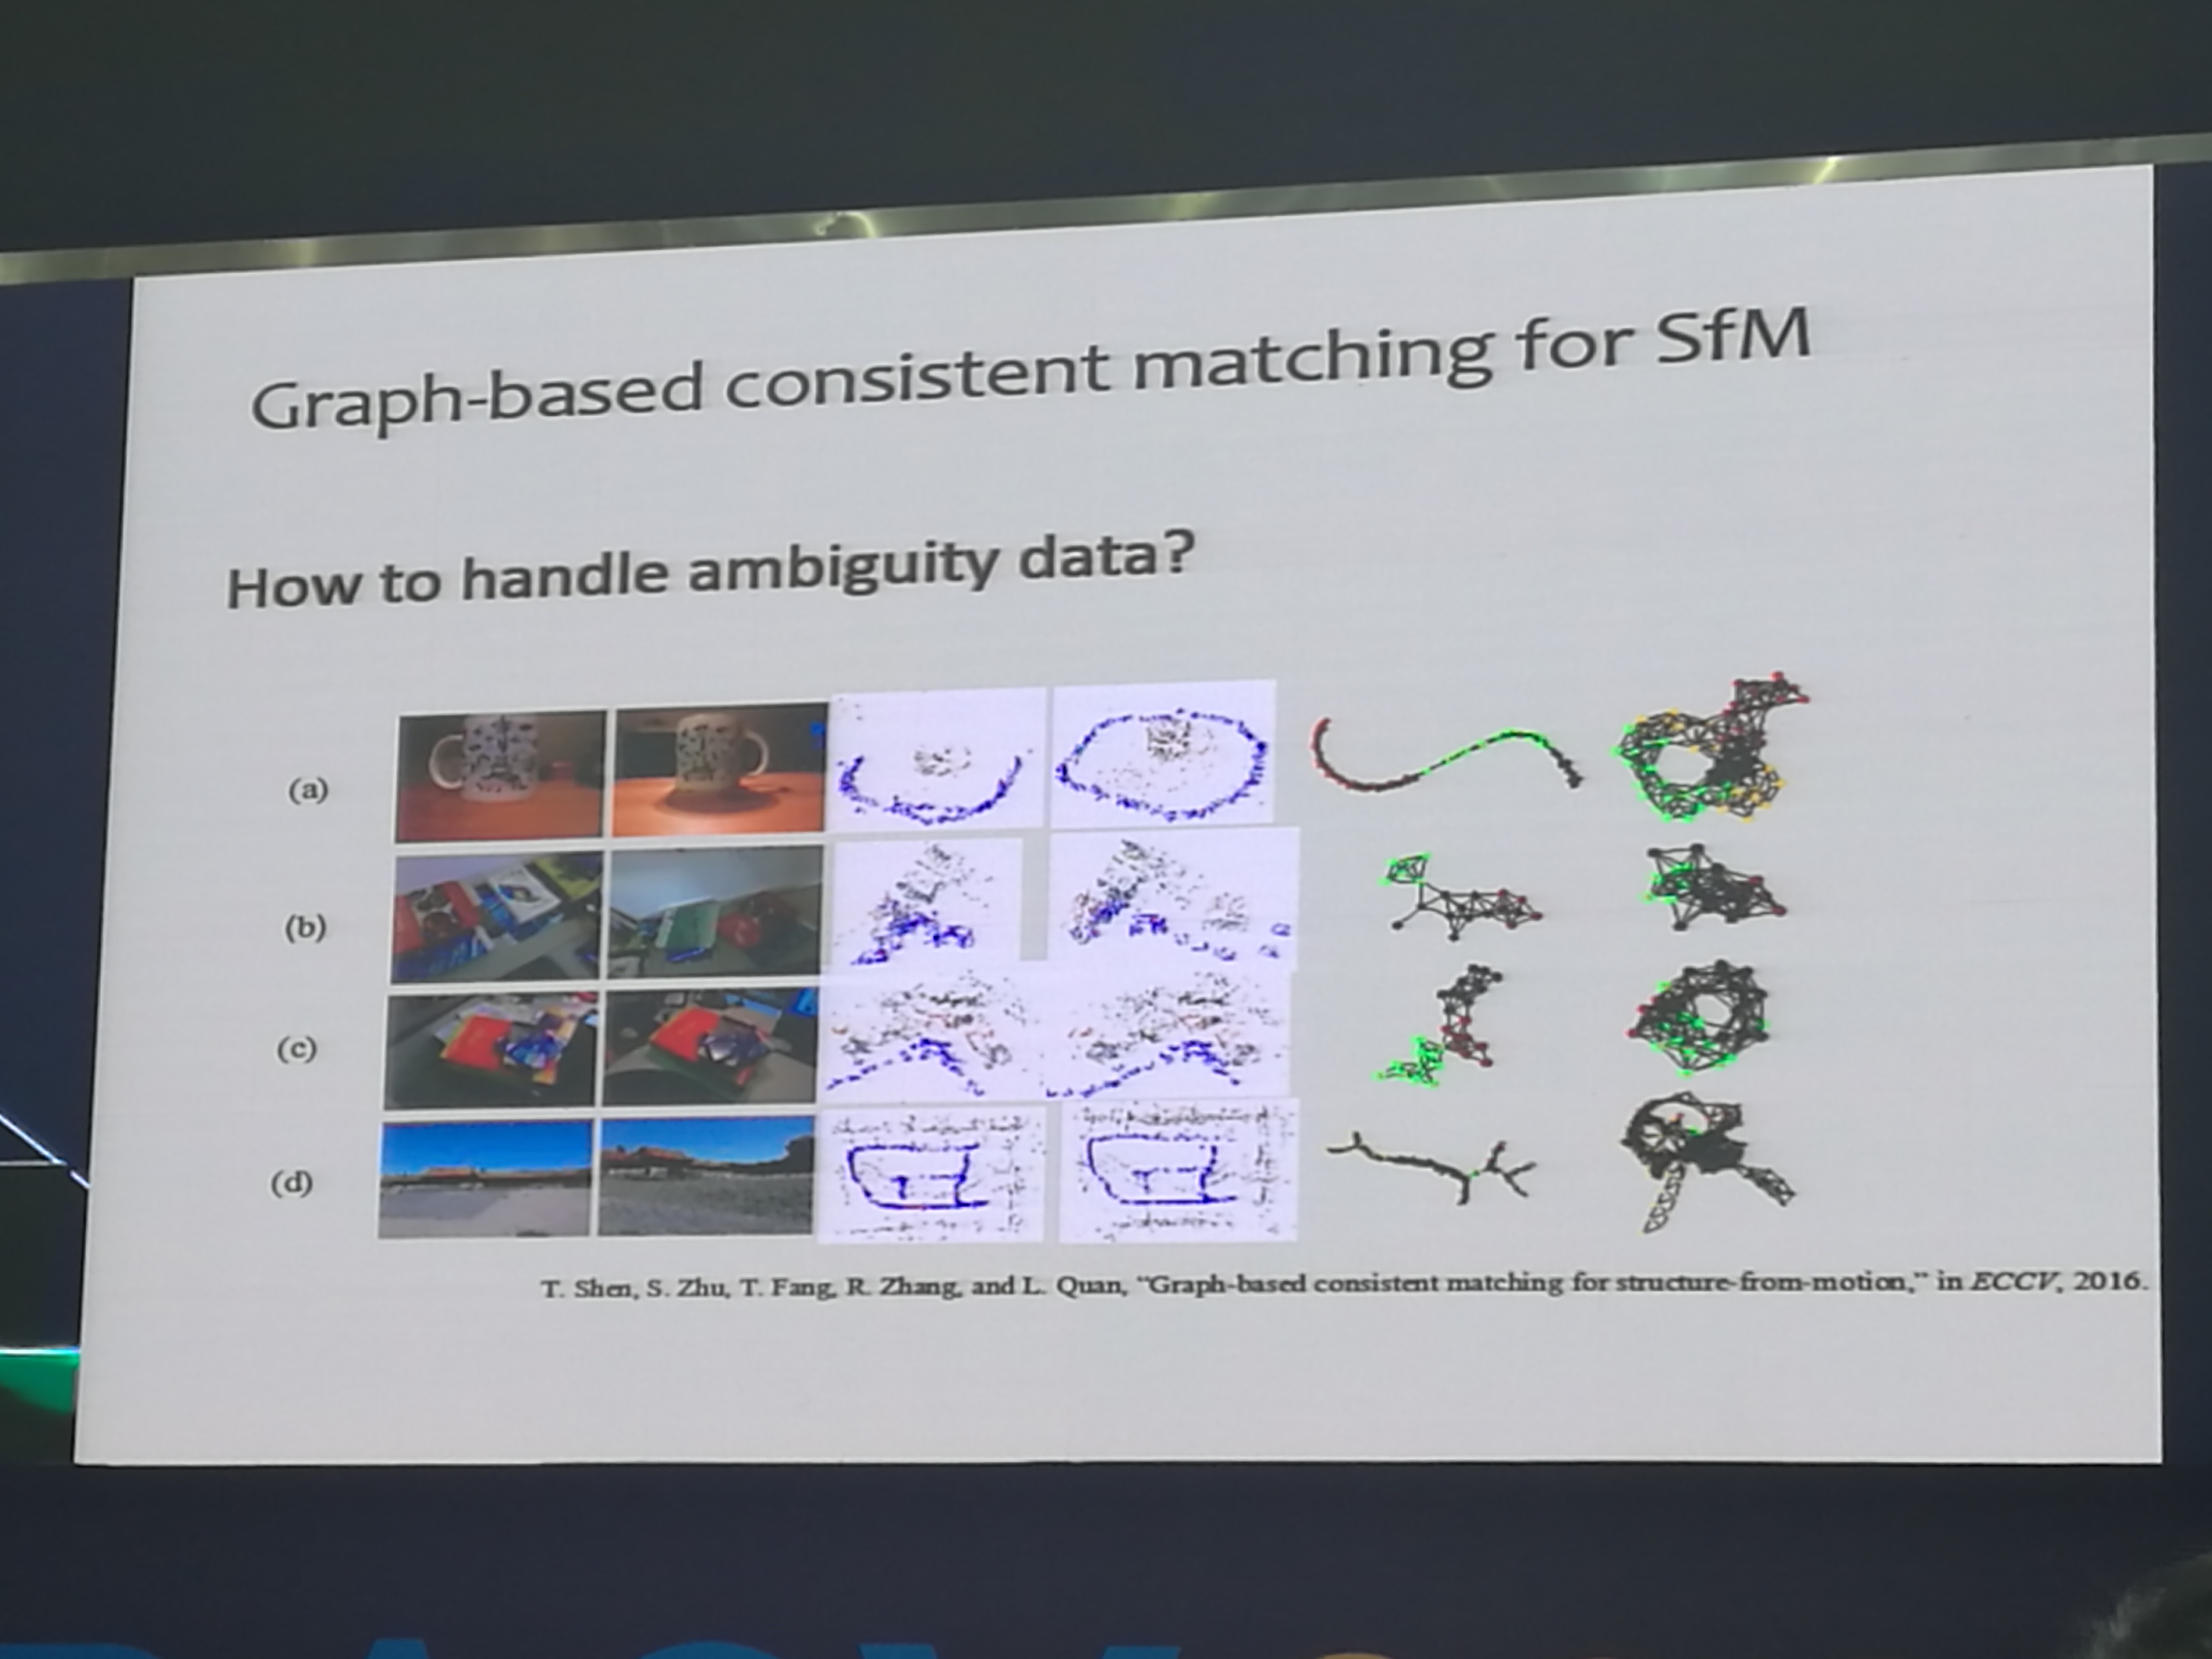 Graph-based consistent matching for SfM
How to handle ambiguity data?
(a)
(b)
(c)
(d)
T. Shen, S. Zhu, T. Fang, R. Zhang, and L. Quan, "Graph-based consistent matching for structure-from-motion," in ECCV, 2016.